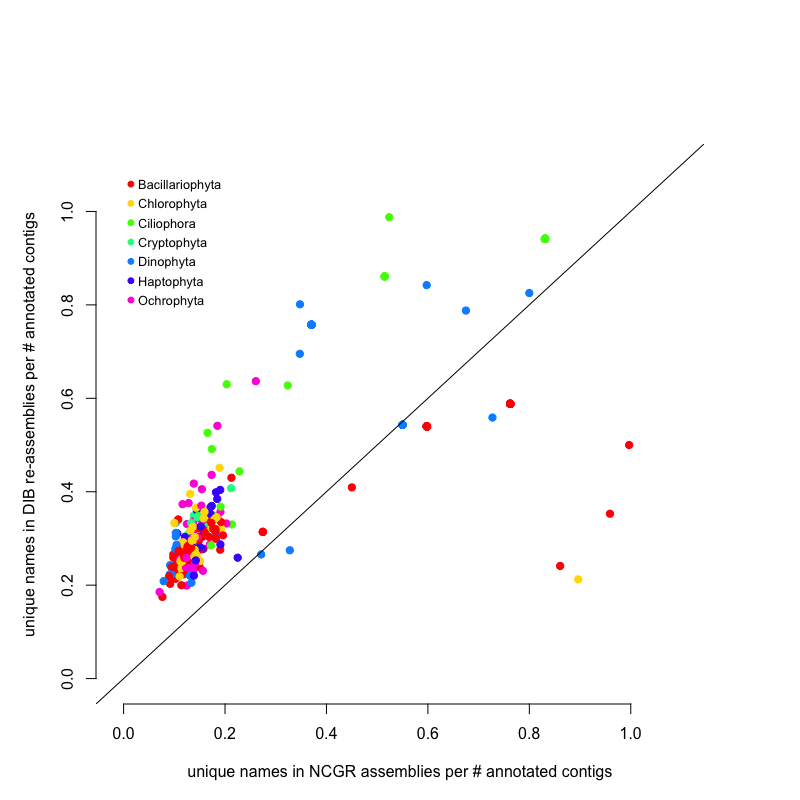 Bacillariophyta
Chlorophyta
Ciliophora
Cryptophyta
Dinophyta
Haptophyta
Ochrophyta
unique names in DIB re-assemblies per # annotated contigs
1.0
0.8
0.6
0.4
0.2
0.0
0.0 0.2 0.4 0.6 0.8 1.0
unique names in NCGR assemblies per # annotated contigs